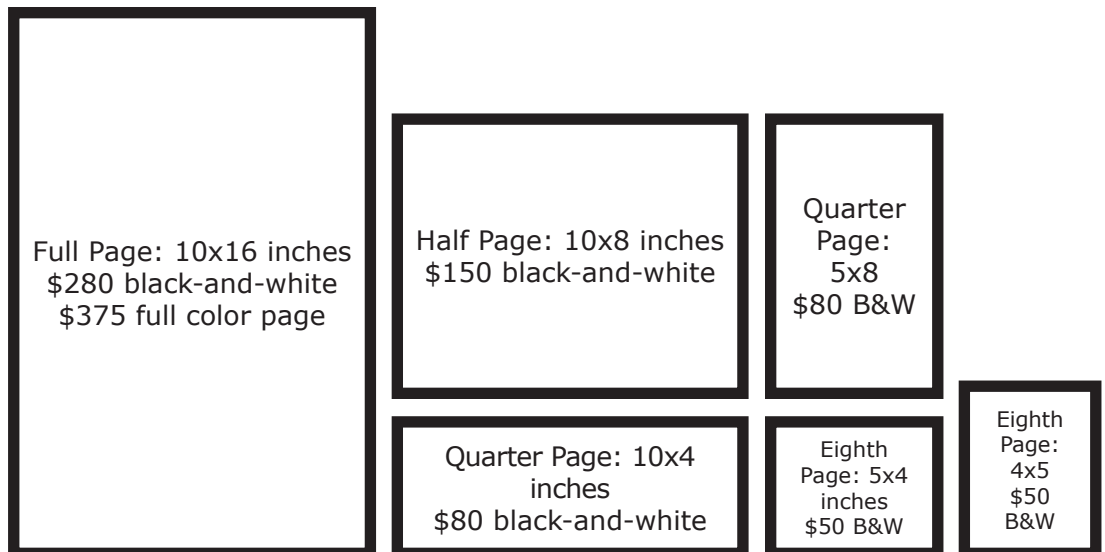 Full Page: 10x16 inches
$280 black-and-white
$375 full color page
Half Page: 10x8 inches
$150 black-and-white
Quarter
Page:
5x8
$80 B&W
Quarter Page: 10x4
inches
$80 black-and-white
Eighth
Page: 5x4
inches
$50 B&W
Eighth
Page:
4x5
$50
B&W